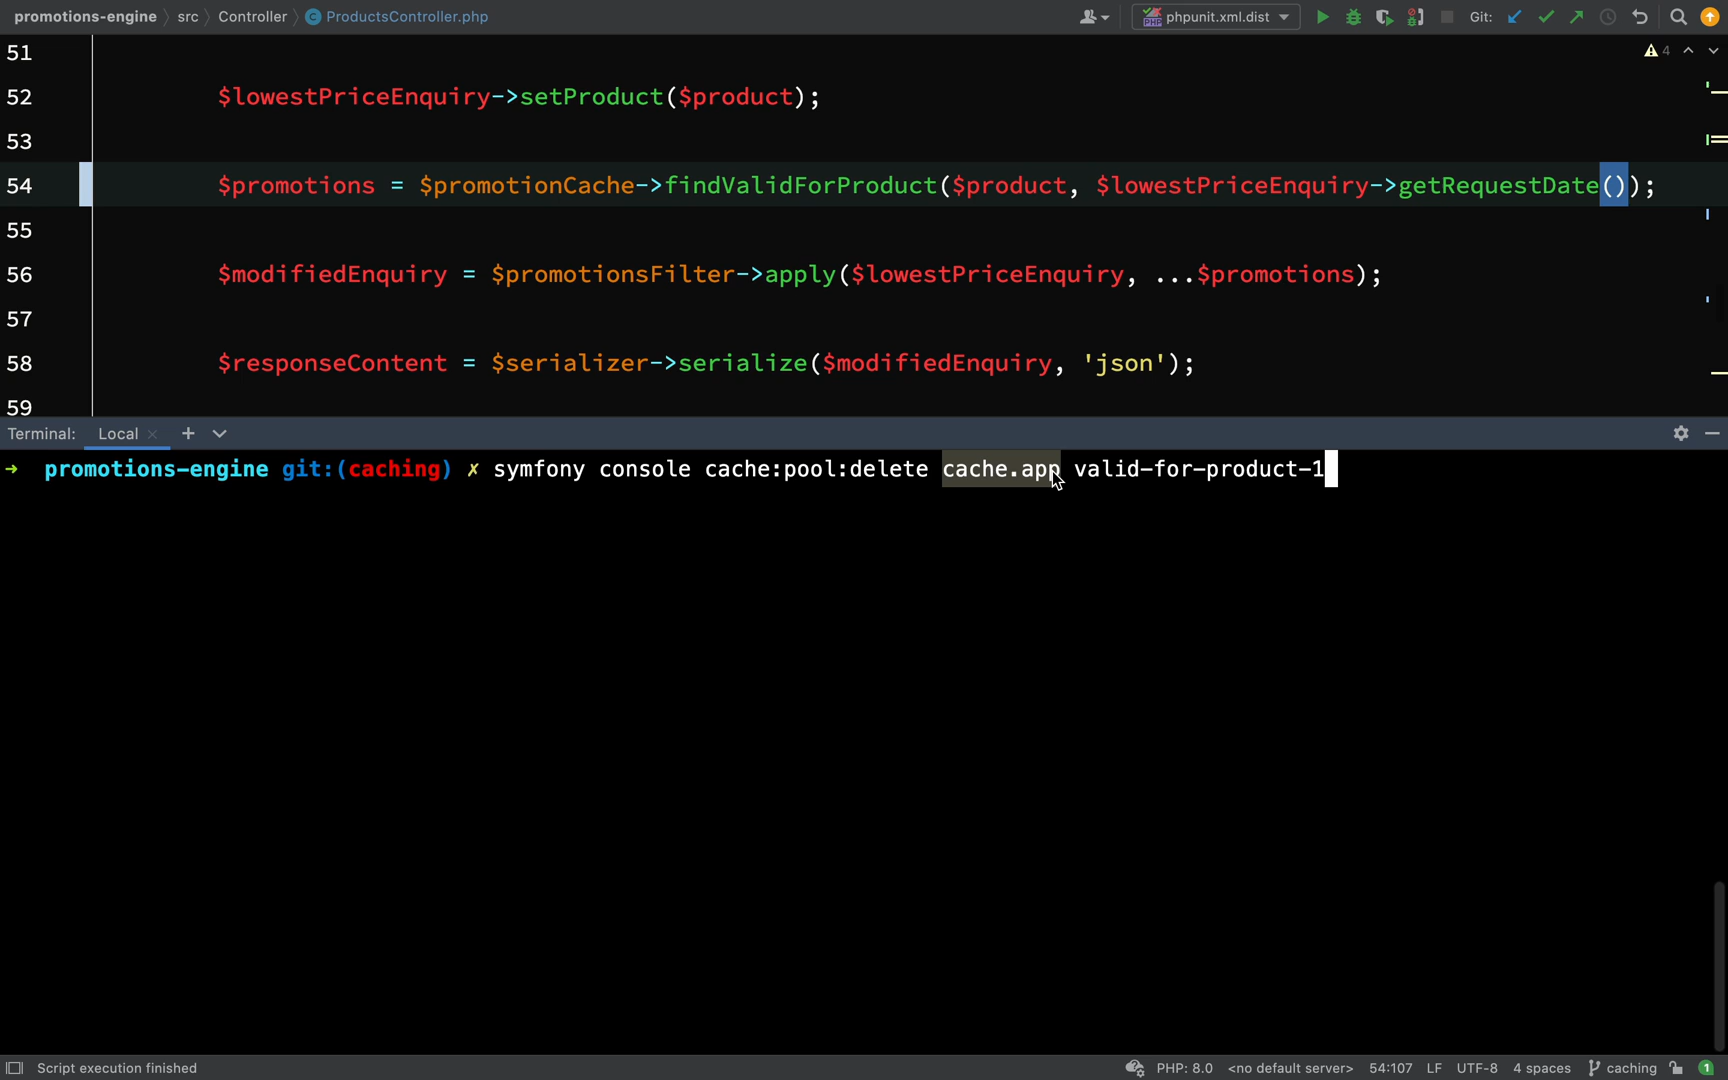 promotions-engine src Controller ProductsController.php phpunit.xml.dist Git:
4
51
52 $lowestPriceEnquiry->setProduct($product);
53
54 $promotions = $promotionCache->findValidForProduct($product, $lowestPriceEnquiry->getRequestDate());
55
56 $modifiedEnquiry = $promotionsFilter->apply($lowestPriceEnquiry, ...$promotions);
57
58 $responseContent = $serializer->serialize($modifiedEnquiry, 'json');
59
Terminal: Local
→ promotions-engine git:(caching) ✗ symfony console cache:pool:delete cache.app valid-for-product-1
Script execution finished PHP: 8.0 <no default server> 54:107 LF UTF-8 4 spaces caching 1